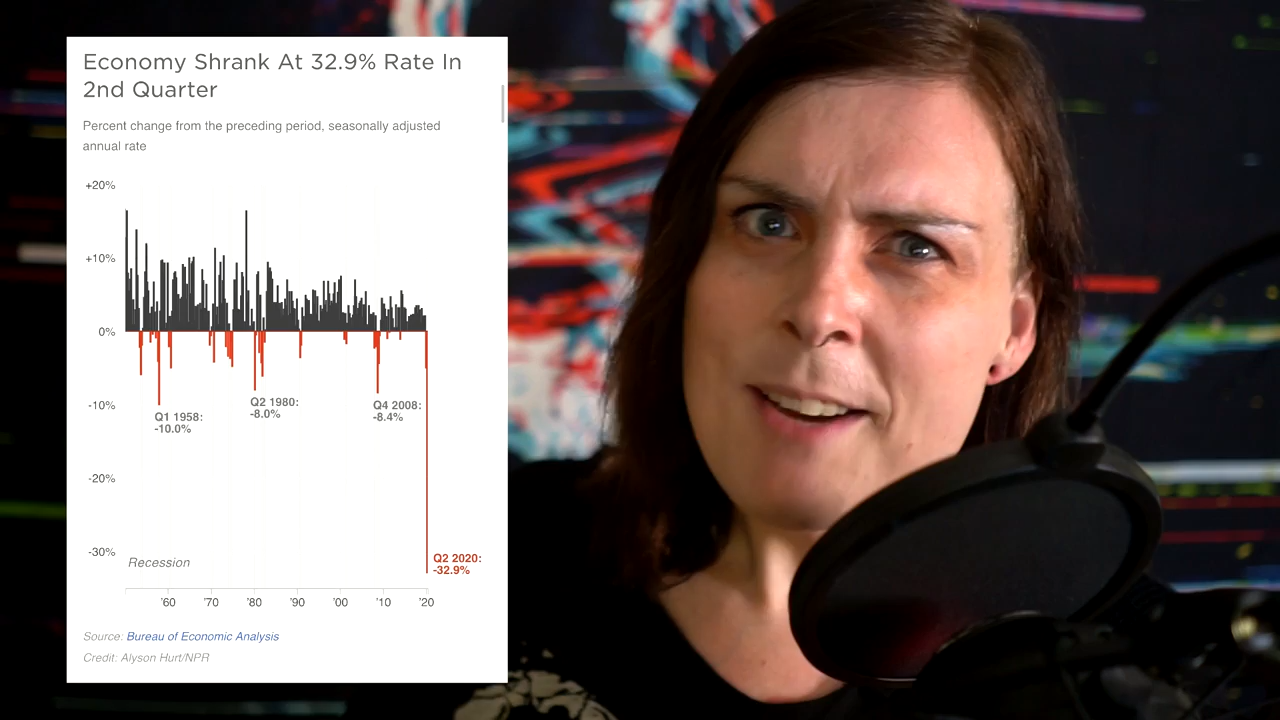 Economy Shrank At 32.9% Rate In
2nd Quarter
Percent change from the preceding period, seasonally adjusted
annual rate
+20%
+10%
0%
-10%
-20%
-30%
Q1 1958:
-10.0%
Q2 1980:
-8.0%
Q4 2008:
-8.4%
Q2 2020:
-32.9%
Recession
'60 '70 '80 '90 '00 '10 '20
Source: Bureau of Economic Analysis
Credit: Alyson Hurt/NPR